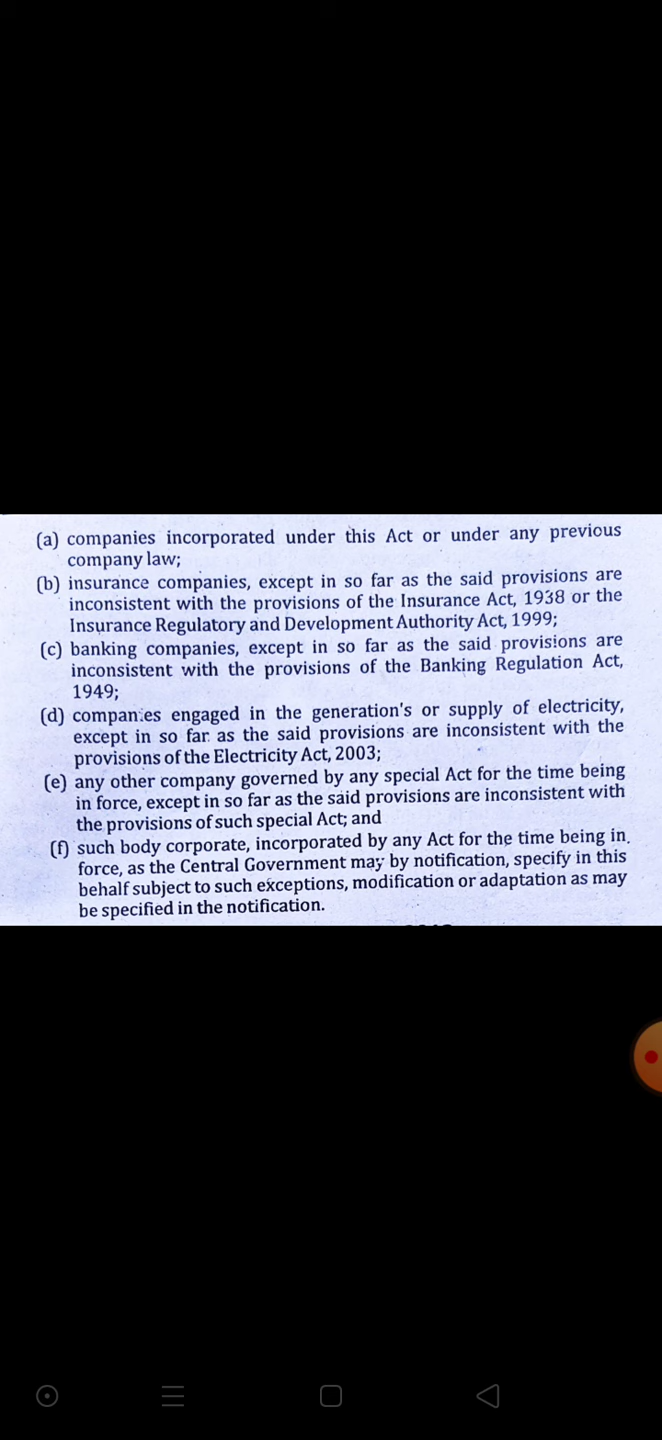 (a) companies incorporated under this Act or under any previous
company law;
(b) insurance companies, except in so far as the said provisions are
inconsistent with the provisions of the Insurance Act, 1938 or the
Insurance Regulatory and Development Authority Act, 1999;
(c) banking companies, except in so far as the said provisions are
inconsistent with the provisions of the Banking Regulation Act,
1949;
(d) companies engaged in the generation's or supply of electricity,
except in so far as the said provisions are inconsistent with the
provisions of the Electricity Act, 2003;
(e) any other company governed by any special Act for the time being
in force, except in so far as the said provisions are inconsistent with
the provisions of such special Act; and
(f) such body corporate, incorporated by any Act for the time being in
force, as the Central Government may by notification, specify in this
behalf subject to such exceptions, modification or adaptation as may
be specified in the notification.